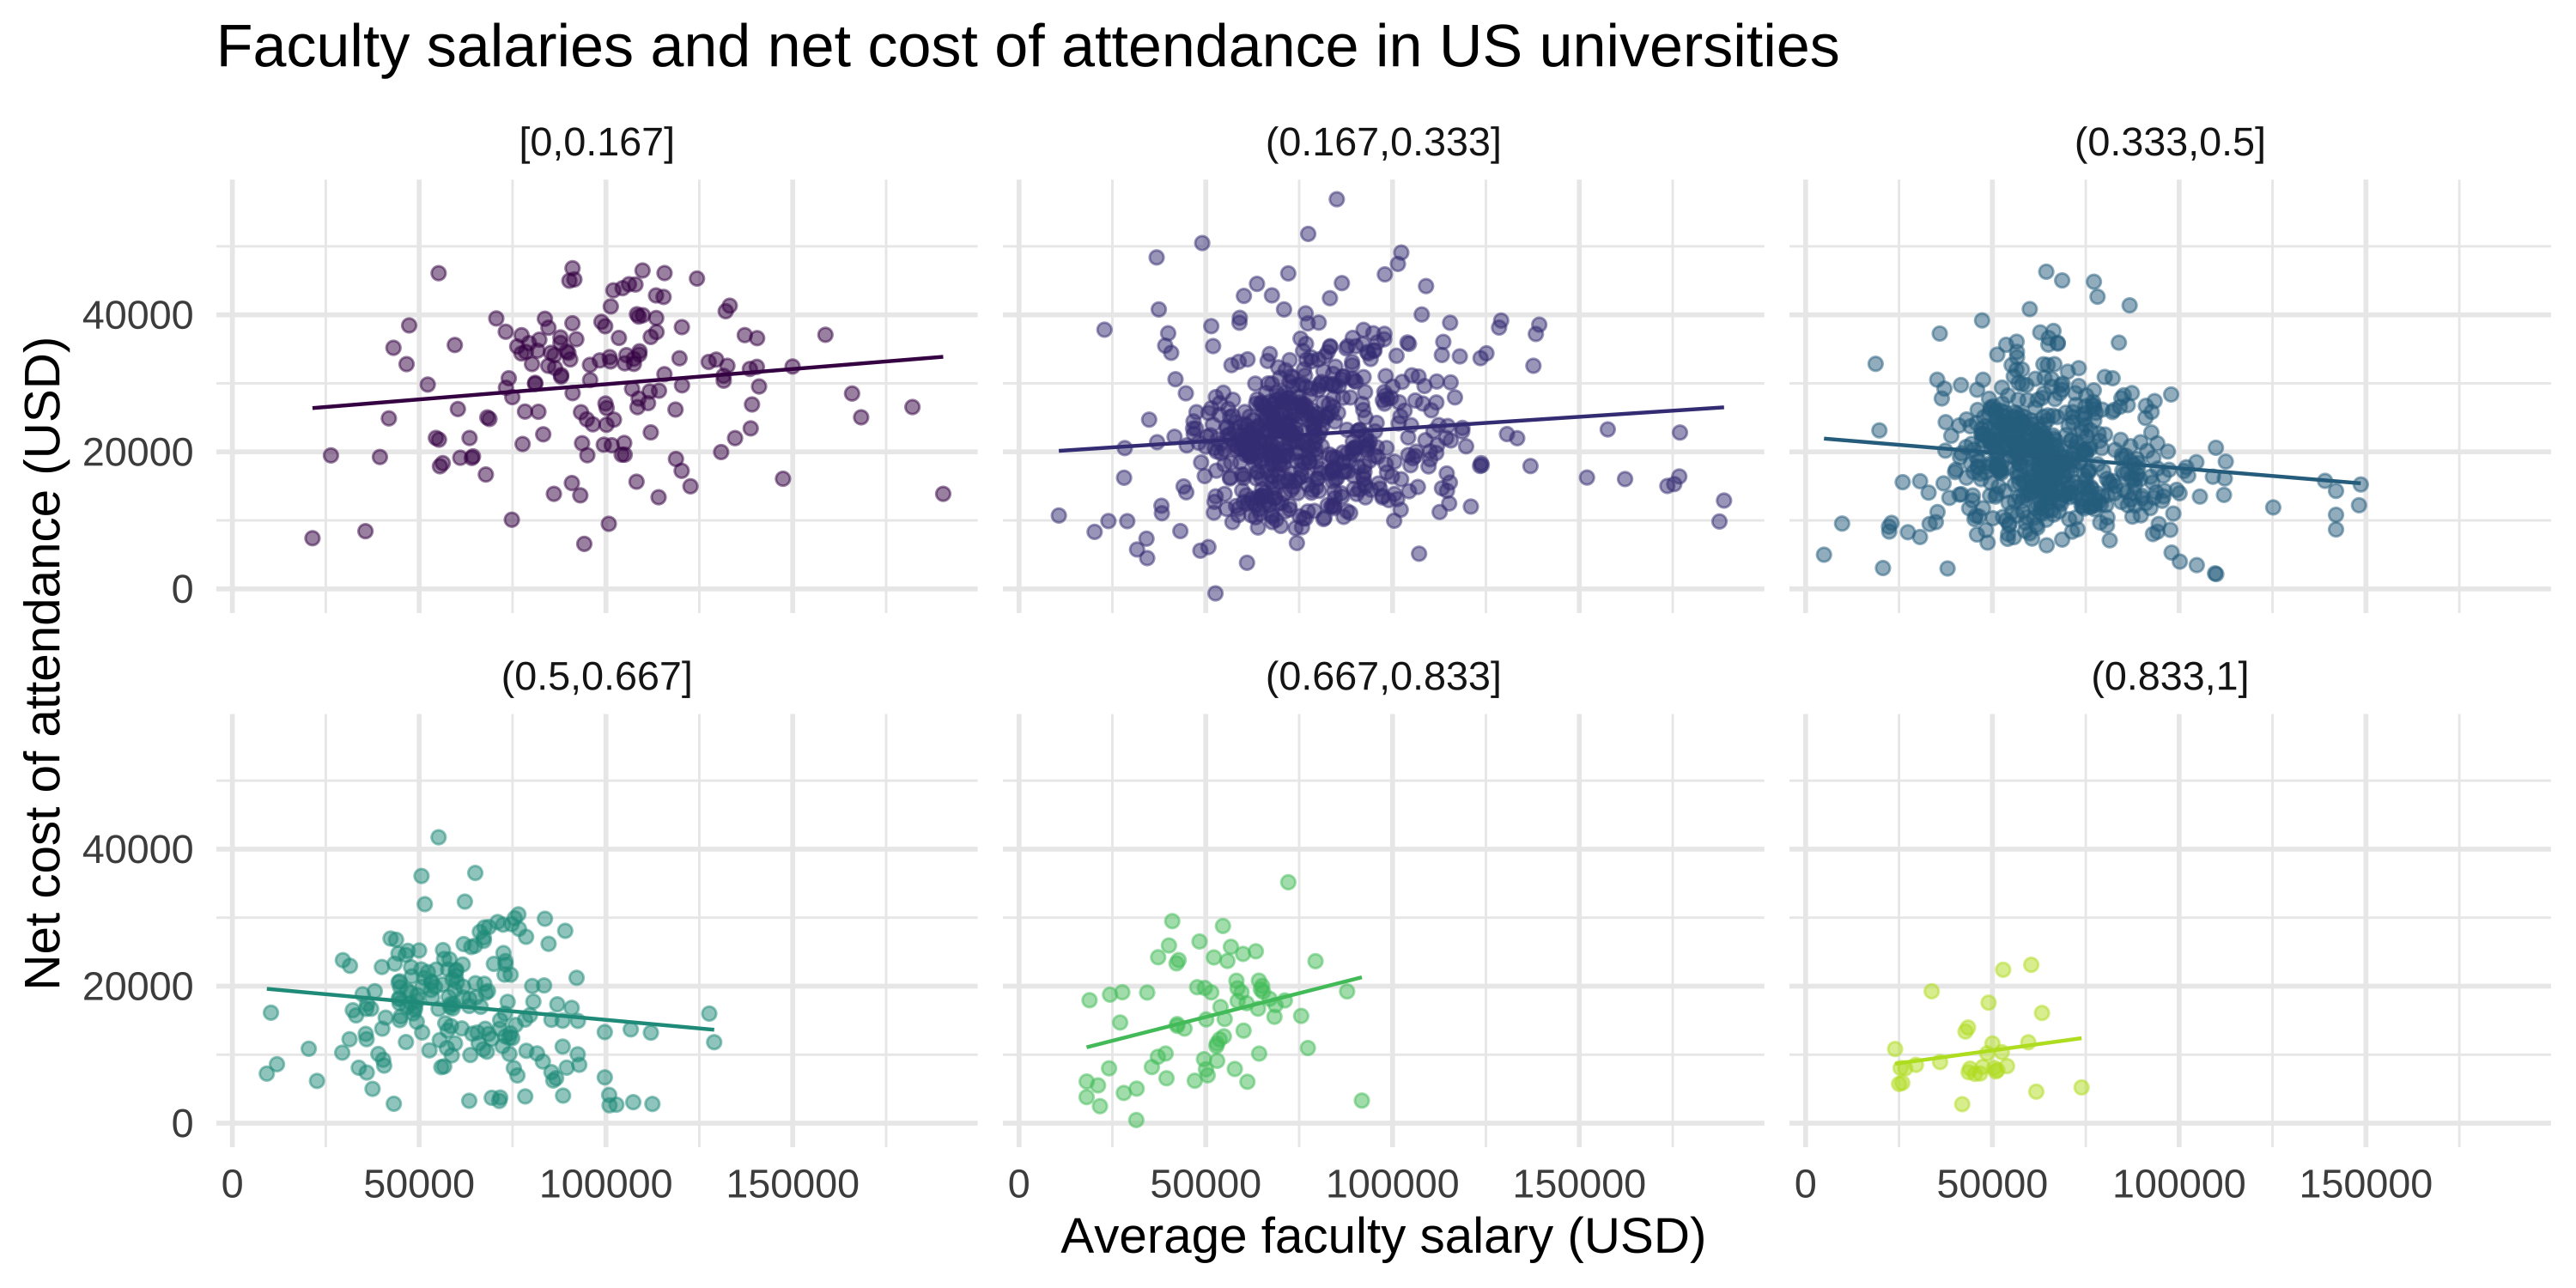 Faculty salaries and net cost of attendance in US universities
[0,0.167]
(0.167,0.333]
(0.333,0.5]
40000
20000
0
(0.5,0.667]
(0.667,0.833]
(0.833,1]
40000
20000
0
Net cost of attendance (USD)
0 50000 100000 150000
0 50000 100000 150000
0 50000 100000 150000
Average faculty salary (USD)